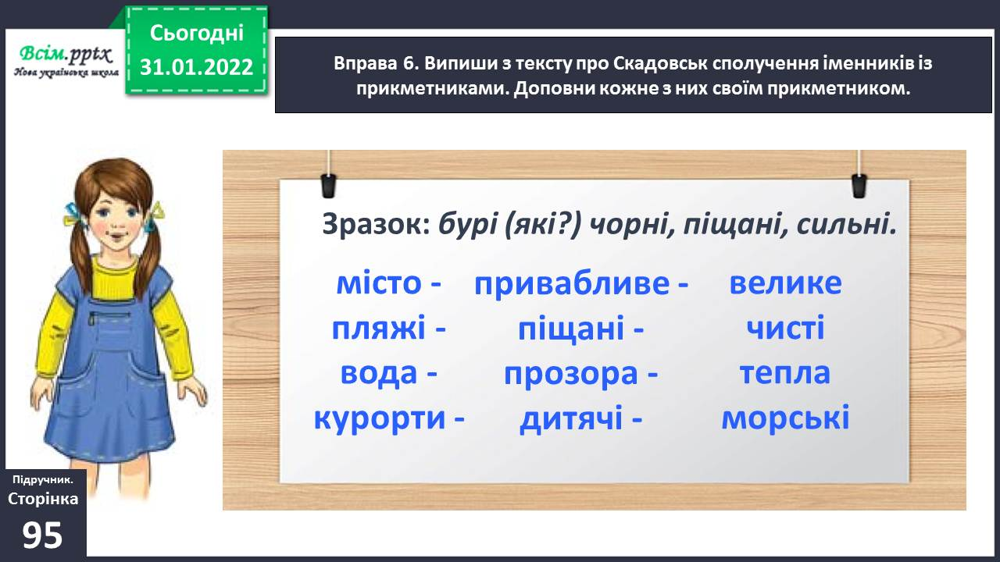 Всім.pptx
Нова українська школа
Сьогодні
31.01.2022
Вправа 6. Випиши з тексту про Скадовськ сполучення іменників із
прикметниками. Доповни кожне з них своїм прикметником.
Зразок: бурі (які?) чорні, піщані, сильні.
місто - привабливе - велике
пляжі - піщані - чисті
вода - прозора - тепла
курорти - дитячі - морські
Підручник.
Сторінка
95